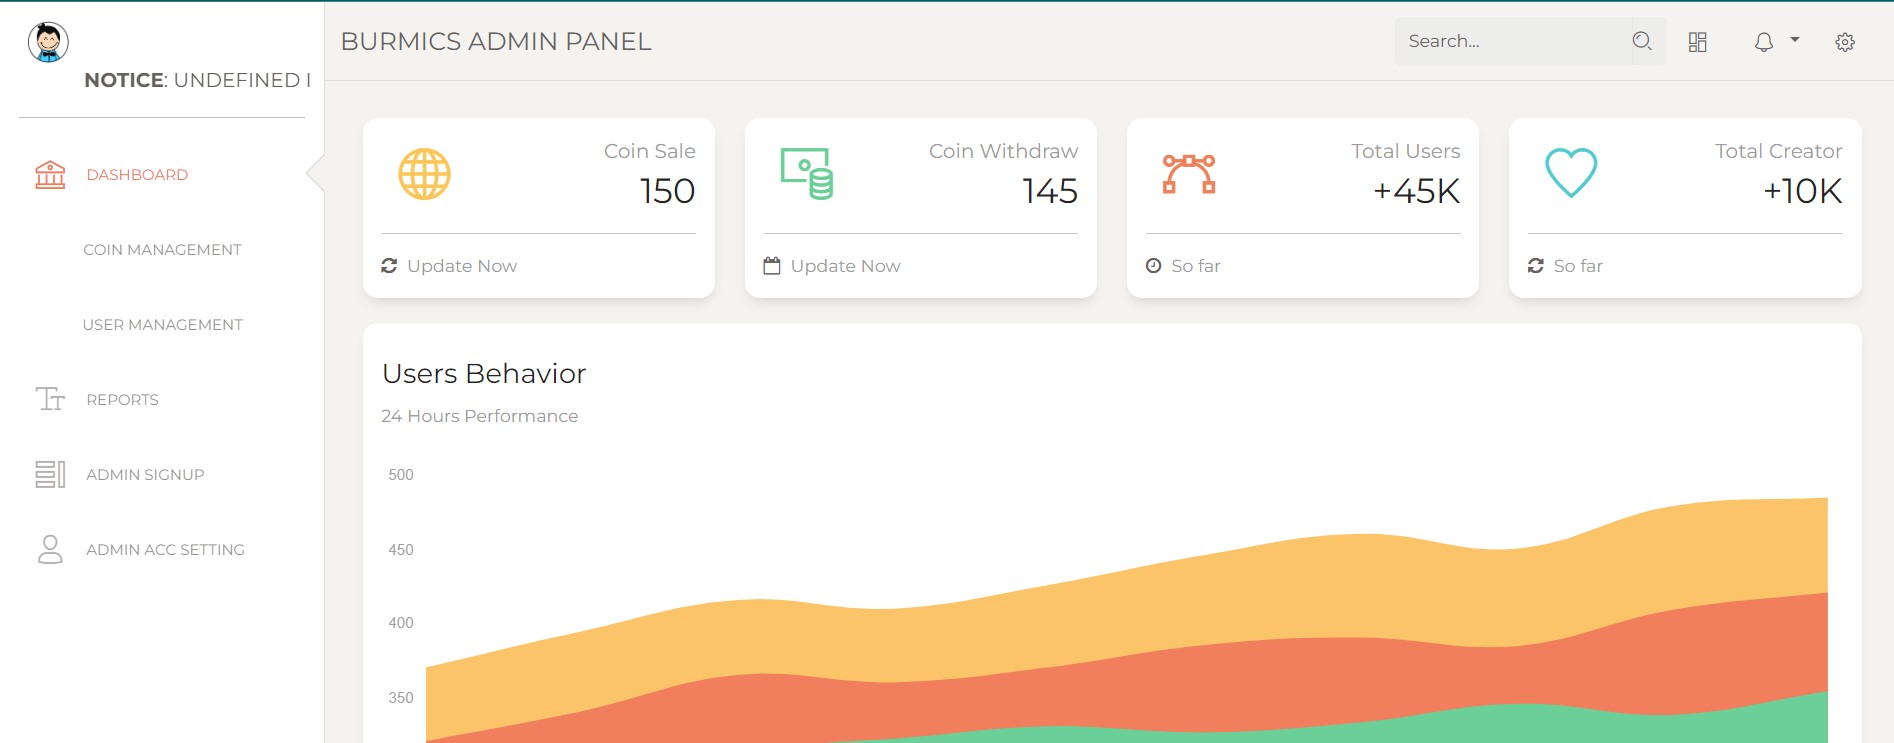 BURMICS ADMIN PANEL
Search...
NOTICE: UNDEFINED I
DASHBOARD
COIN MANAGEMENT
USER MANAGEMENT
REPORTS
ADMIN SIGNUP
ADMIN ACC SETTING
Coin Sale
150
Update Now
Coin Withdraw
145
Update Now
Total Users
+45K
So far
Total Creator
+10K
So far
Users Behavior
24 Hours Performance
500
450
400
350